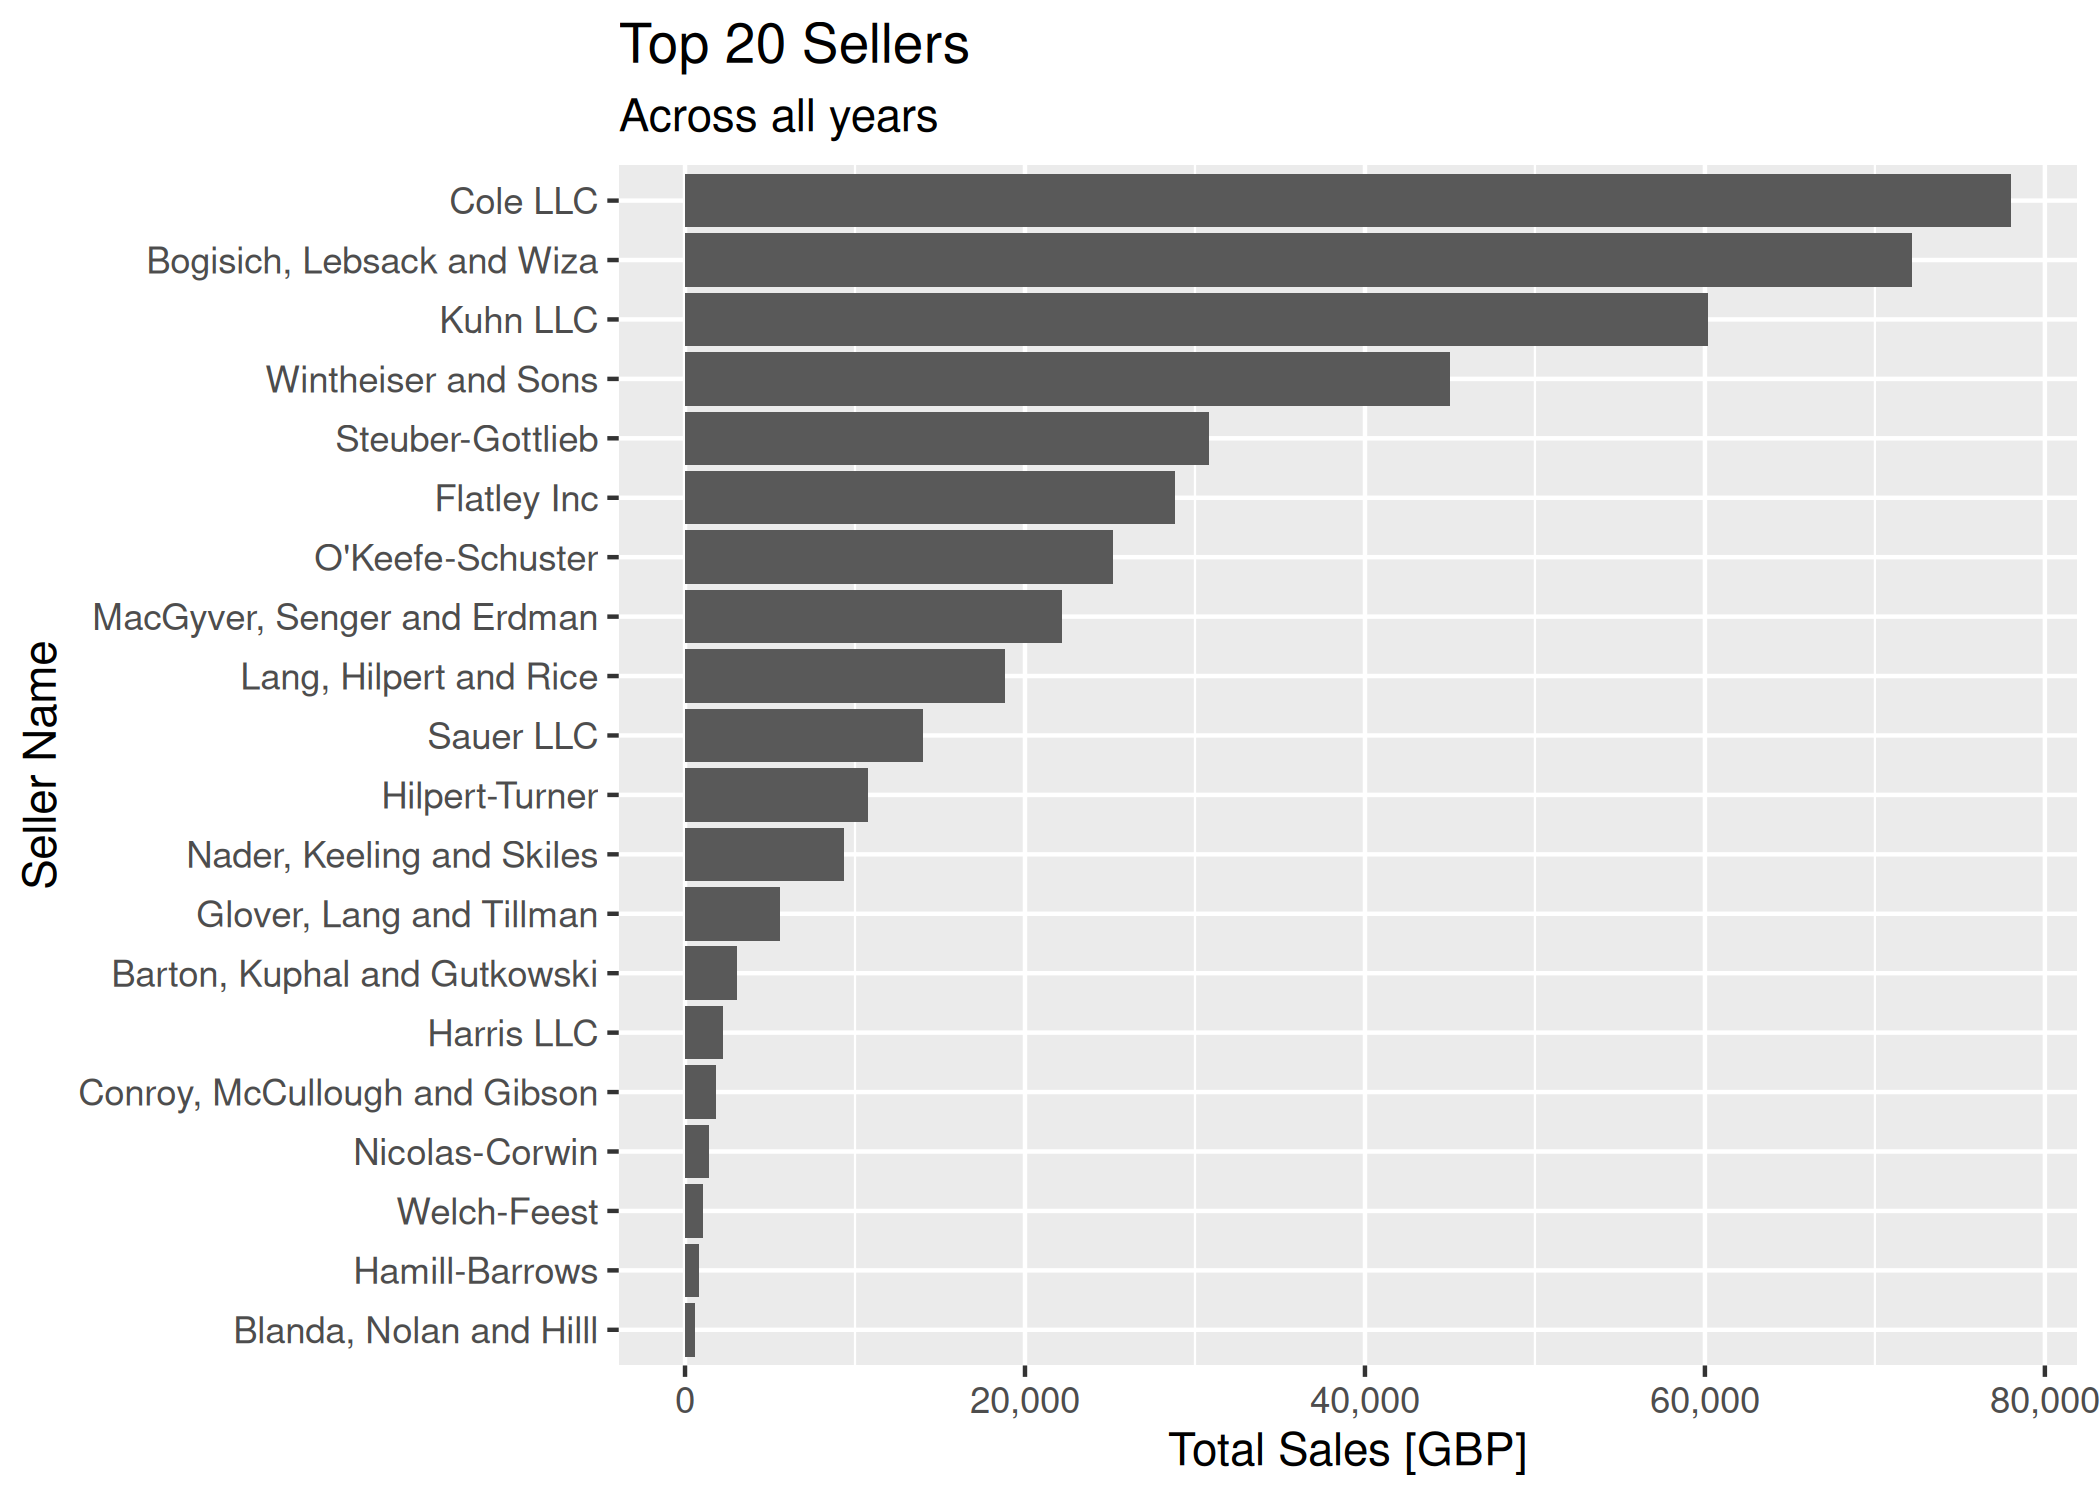 Top 20 Sellers
Across all years
Seller Name
Cole LLC
Bogisich, Lebsack and Wiza
Kuhn LLC
Wintheiser and Sons
Steuber-Gottlieb
Flatley Inc
O'Keefe-Schuster
MacGyver, Senger and Erdman
Lang, Hilpert and Rice
Sauer LLC
Hilpert-Turner
Nader, Keeling and Skiles
Glover, Lang and Tillman
Barton, Kuphal and Gutkowski
Harris LLC
Conroy, McCullough and Gibson
Nicolas-Corwin
Welch-Feest
Hamill-Barrows
Blanda, Nolan and Hilll
0 20,000 40,000 60,000 80,000
Total Sales [GBP]